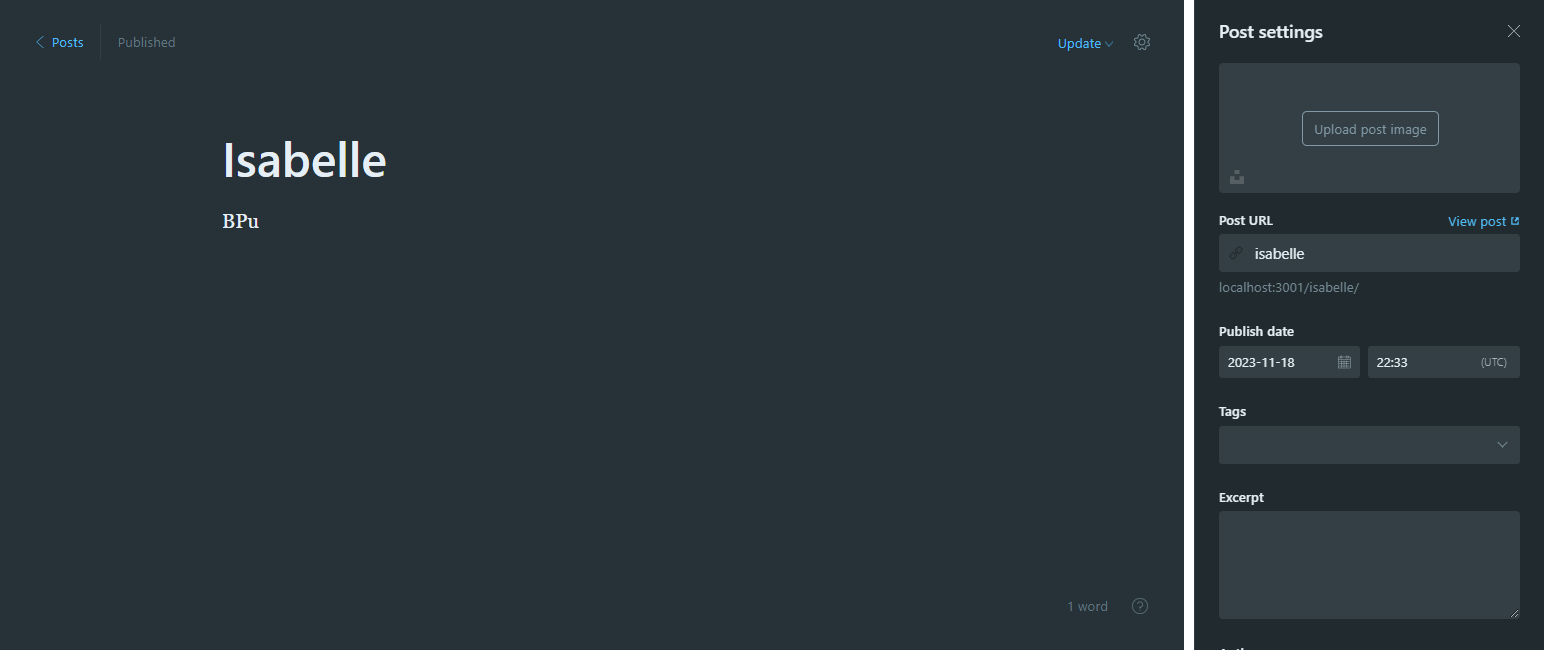 Posts
Published
Update
Isabelle
BPu
1 word
Post settings
Upload post image
Post URL
View post
isabelle
localhost:3001/isabelle/
Publish date
2023-11-18
22:33
(UTC)
Tags
Excerpt